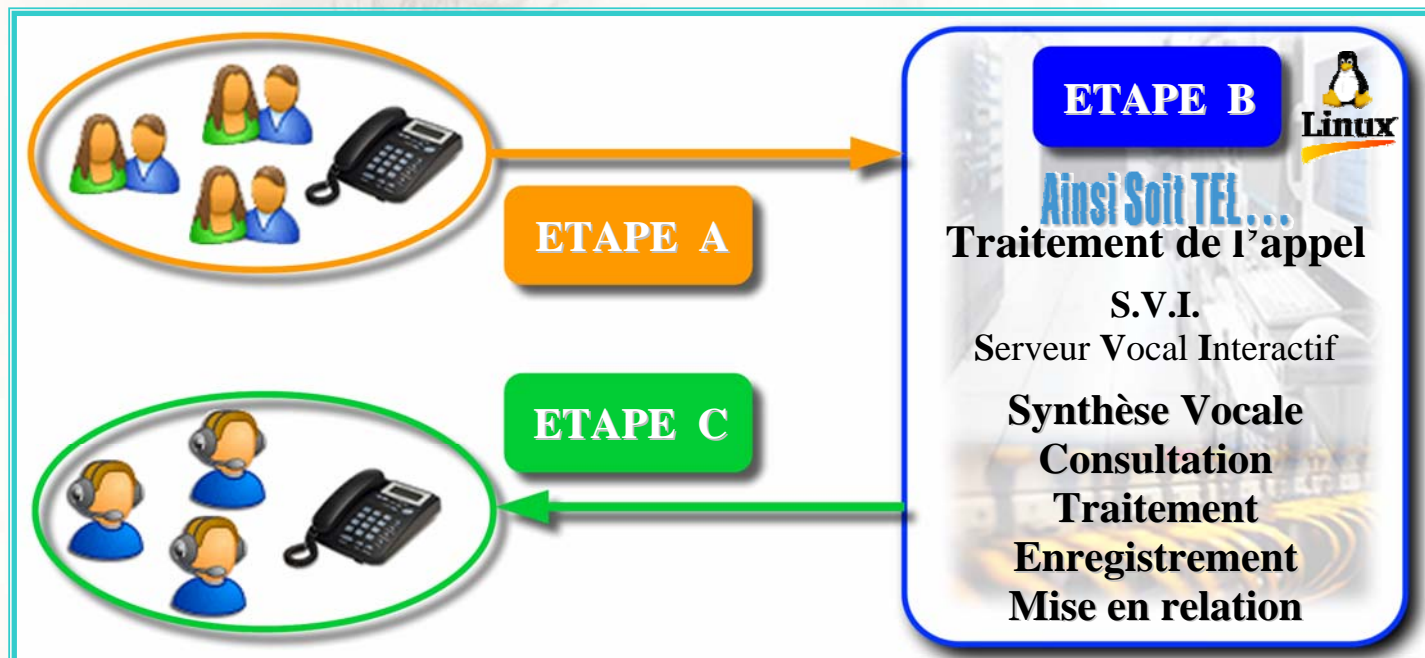 ETAPE A
ETAPE C
ETAPE B
Linux
Ainsi Soit TEL...
Traitement de l'appel
S.V.I.
Serveur Vocal Interactif
Synthèse Vocale
Consultation
Traitement
Enregistrement
Mise en relation